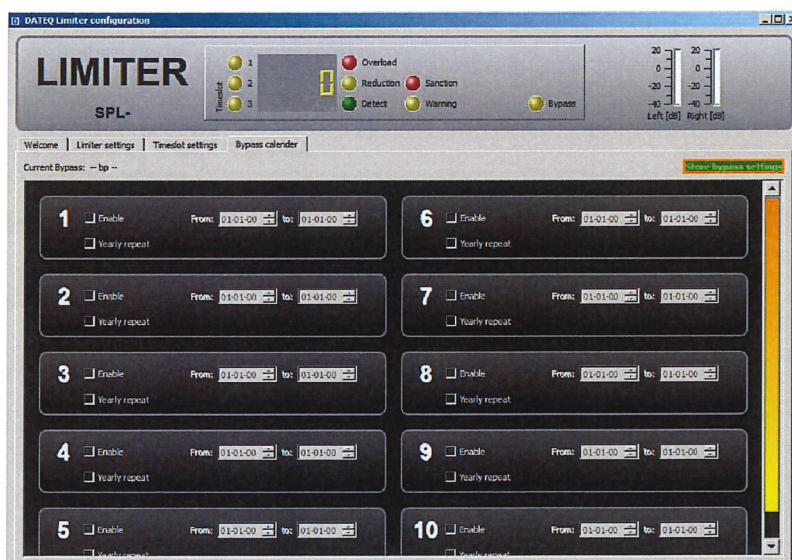 DATEQ Limiter configuration
LIMITER
SPL-
Timeslot
1
2
3
0
Overload
Reduction
Sanction
Detect
Warning
Bypass
20 20
0 0
-20 -20
-40 -40
Left [dB] Right [dB]
Welcome Limiter settings Timeslot settings Bypass calender
Current Bypass: -- bp --
Store bypass settings
1 Enable From: 01-01-00 to: 01-01-00
Yearly repeat
2 Enable From: 01-01-00 to: 01-01-00
Yearly repeat
3 Enable From: 01-01-00 to: 01-01-00
Yearly repeat
4 Enable From: 01-01-00 to: 01-01-00
Yearly repeat
5 Enable From: 01-01-00 to: 01-01-00
Yearly repeat
6 Enable From: 01-01-00 to: 01-01-00
Yearly repeat
7 Enable From: 01-01-00 to: 01-01-00
Yearly repeat
8 Enable From: 01-01-00 to: 01-01-00
Yearly repeat
9 Enable From: 01-01-00 to: 01-01-00
Yearly repeat
10 Enable From: 01-01-00 to: 01-01-00
Yearly repeat